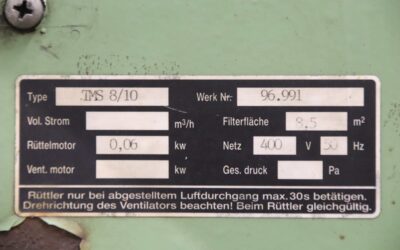 Type TMS 8/10 Werk Nr: 96.991
Vol. Strom m³/h Filterfläche 8.5 m²
Rüttelmotor 0,06 kw Netz 400 V 50 Hz
Vent. motor kw Ges. druck Pa
Rüttler nur bei abgestelltem Luftdurchgang max. 30s betätigen.
Drehrichtung des Ventilators beachten! Beim Rüttler gleichgültig.